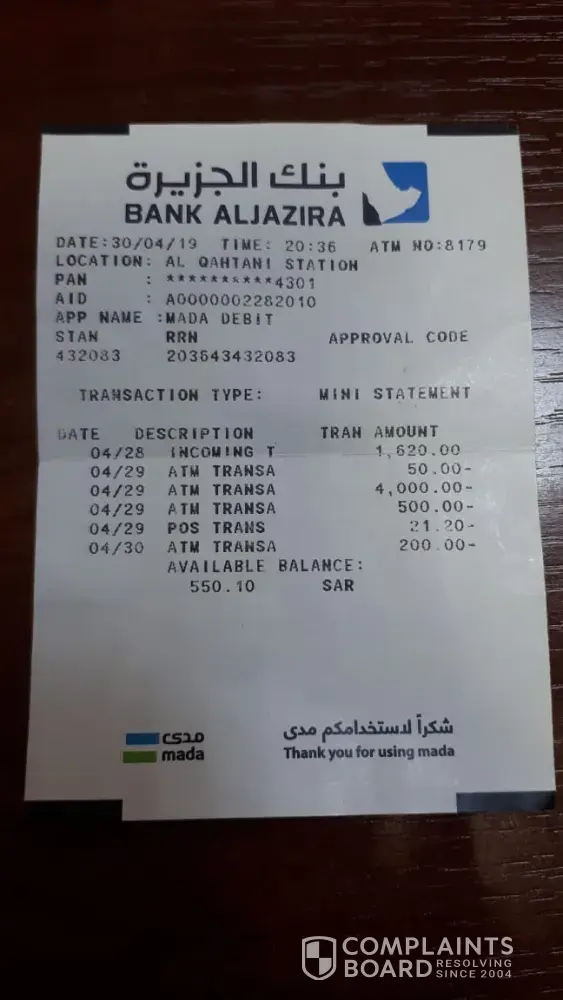 بنك الجزيرة
BANK ALJAZIRA
DATE:30/04/19 TIME: 20:36 ATM NO:8179
LOCATION: AL QAHTANI STATION
PAN : **********4301
AID : A0000002282010
APP NAME :MADA DEBIT
STAN RRN APPROVAL CODE
432083 203643432083
TRANSACTION TYPE: MINI STATEMENT
DATE DESCRIPTION TRAN AMOUNT
04/28 INCOMING T 1,620.00
04/29 ATM TRANSA 50.00-
04/29 ATM TRANSA 4,000.00-
04/29 ATM TRANSA 500.00-
04/29 POS TRANS 21.20-
04/30 ATM TRANSA 200.00-
AVAILABLE BALANCE:
550.10 SAR
مدى
mada
شكراً لاستخدامكم مدى
Thank you for using mada
COMPLAINTS
BOARD RESOLVING
SINCE 2004